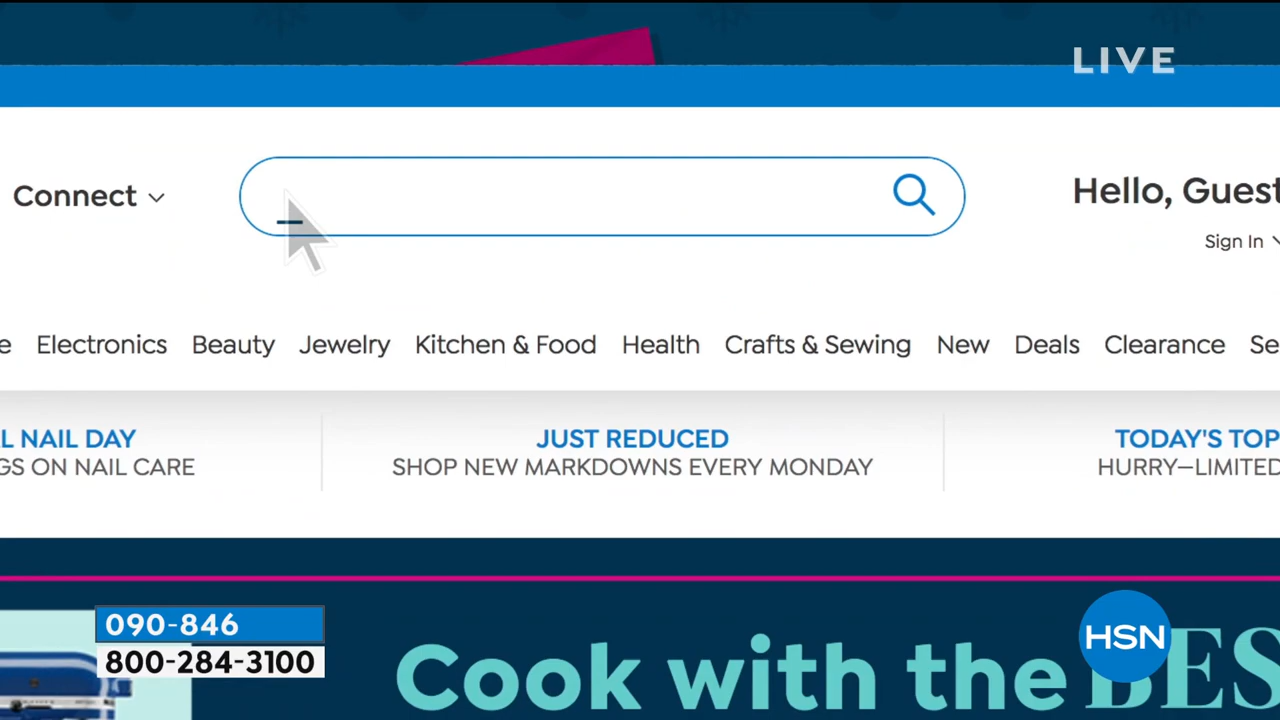 LIVE
Connect
Hello, Guest
Sign In
e Electronics Beauty Jewelry Kitchen & Food Health Crafts & Sewing New Deals Clearance Se
L NAIL DAY
GS ON NAIL CARE
JUST REDUCED
SHOP NEW MARKDOWNS EVERY MONDAY
TODAY'S TOP
HURRY—LIMITED
090-846
800-284-3100
Cook with the BES
HSN